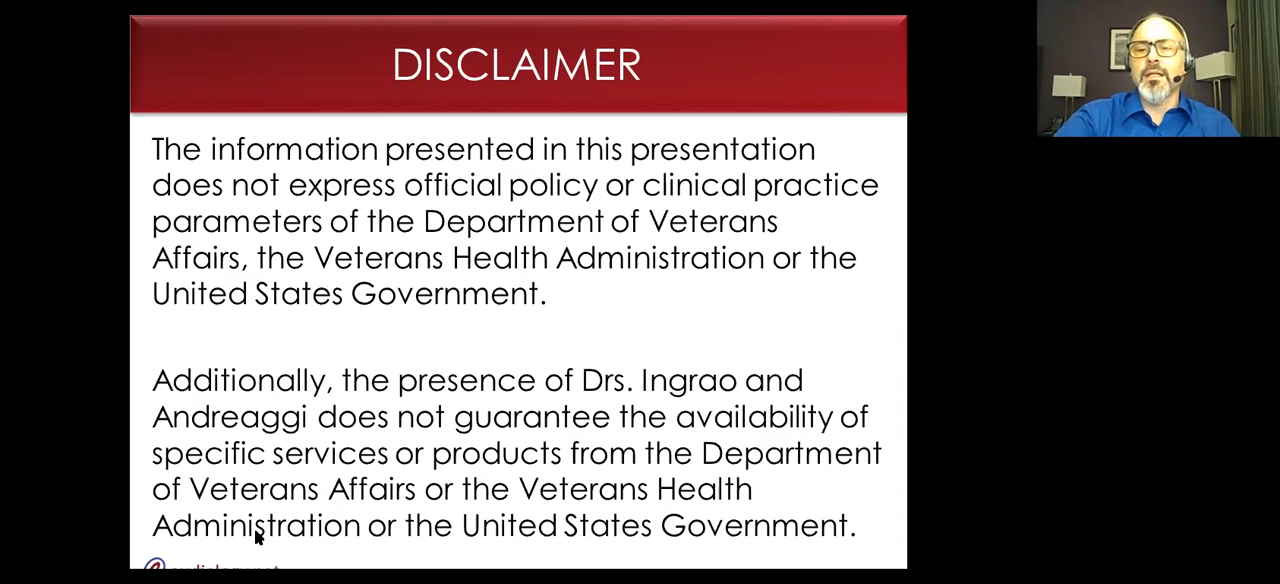 DISCLAIMER
The information presented in this presentation
does not express official policy or clinical practice
parameters of the Department of Veterans
Affairs, the Veterans Health Administration or the
United States Government.
Additionally, the presence of Drs. Ingrao and
Andreaggi does not guarantee the availability of
specific services or products from the Department
of Veterans Affairs or the Veterans Health
Administration or the United States Government.